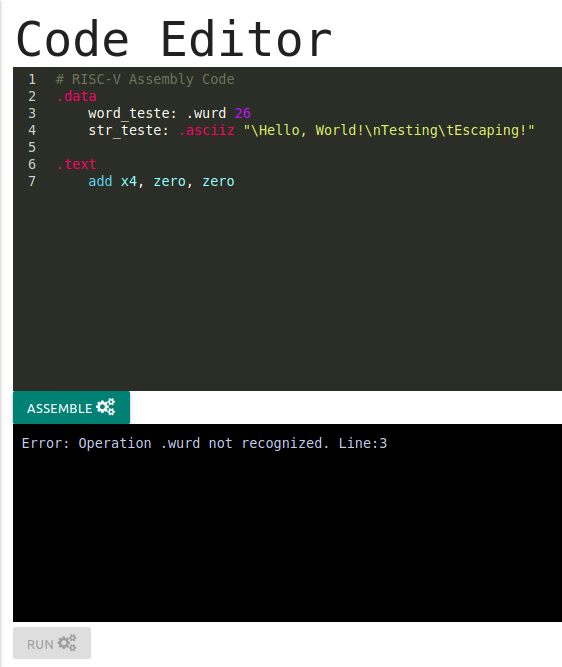 Code Editor
1 # RISC-V Assembly Code
2 .data
3 word_teste: .wurd 26
4 str_teste: .asciiz "\Hello, World!\nTesting\tEscaping!"
5
6 .text
7 add x4, zero, zero
ASSEMBLE
Error: Operation .wurd not recognized. Line:3
RUN